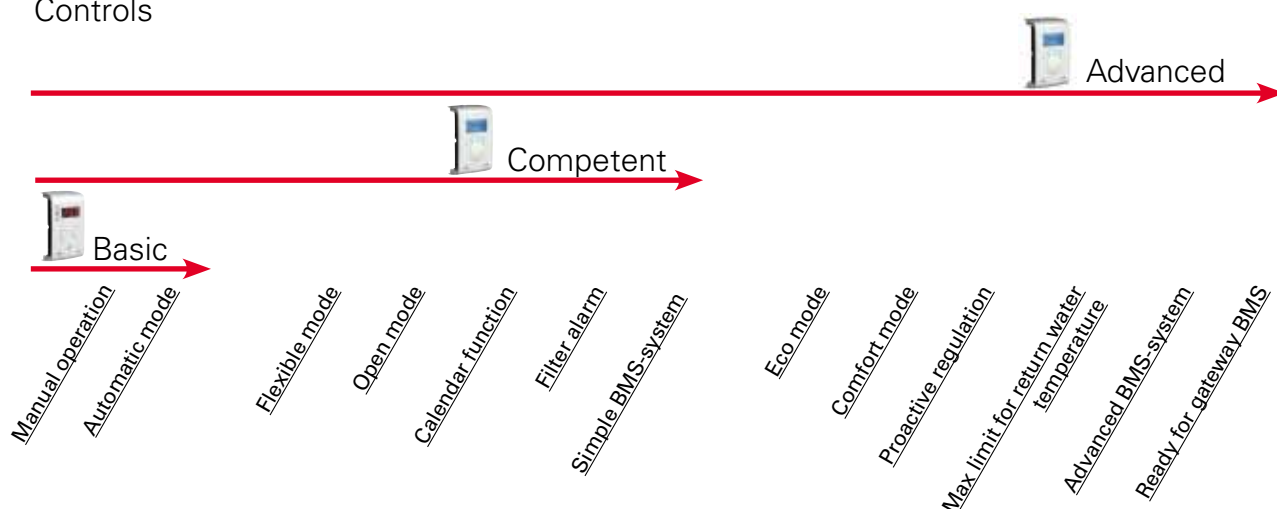 Controls
Advanced
Competent
Basic
Manual operation
Automatic mode
Flexible mode
Open mode
Calendar function
Filter alarm
Simple BMS-system
Eco mode
Comfort mode
Proactive regulation
Max limit for return water
temperature
Advanced BMS-system
Ready for gateway BMS